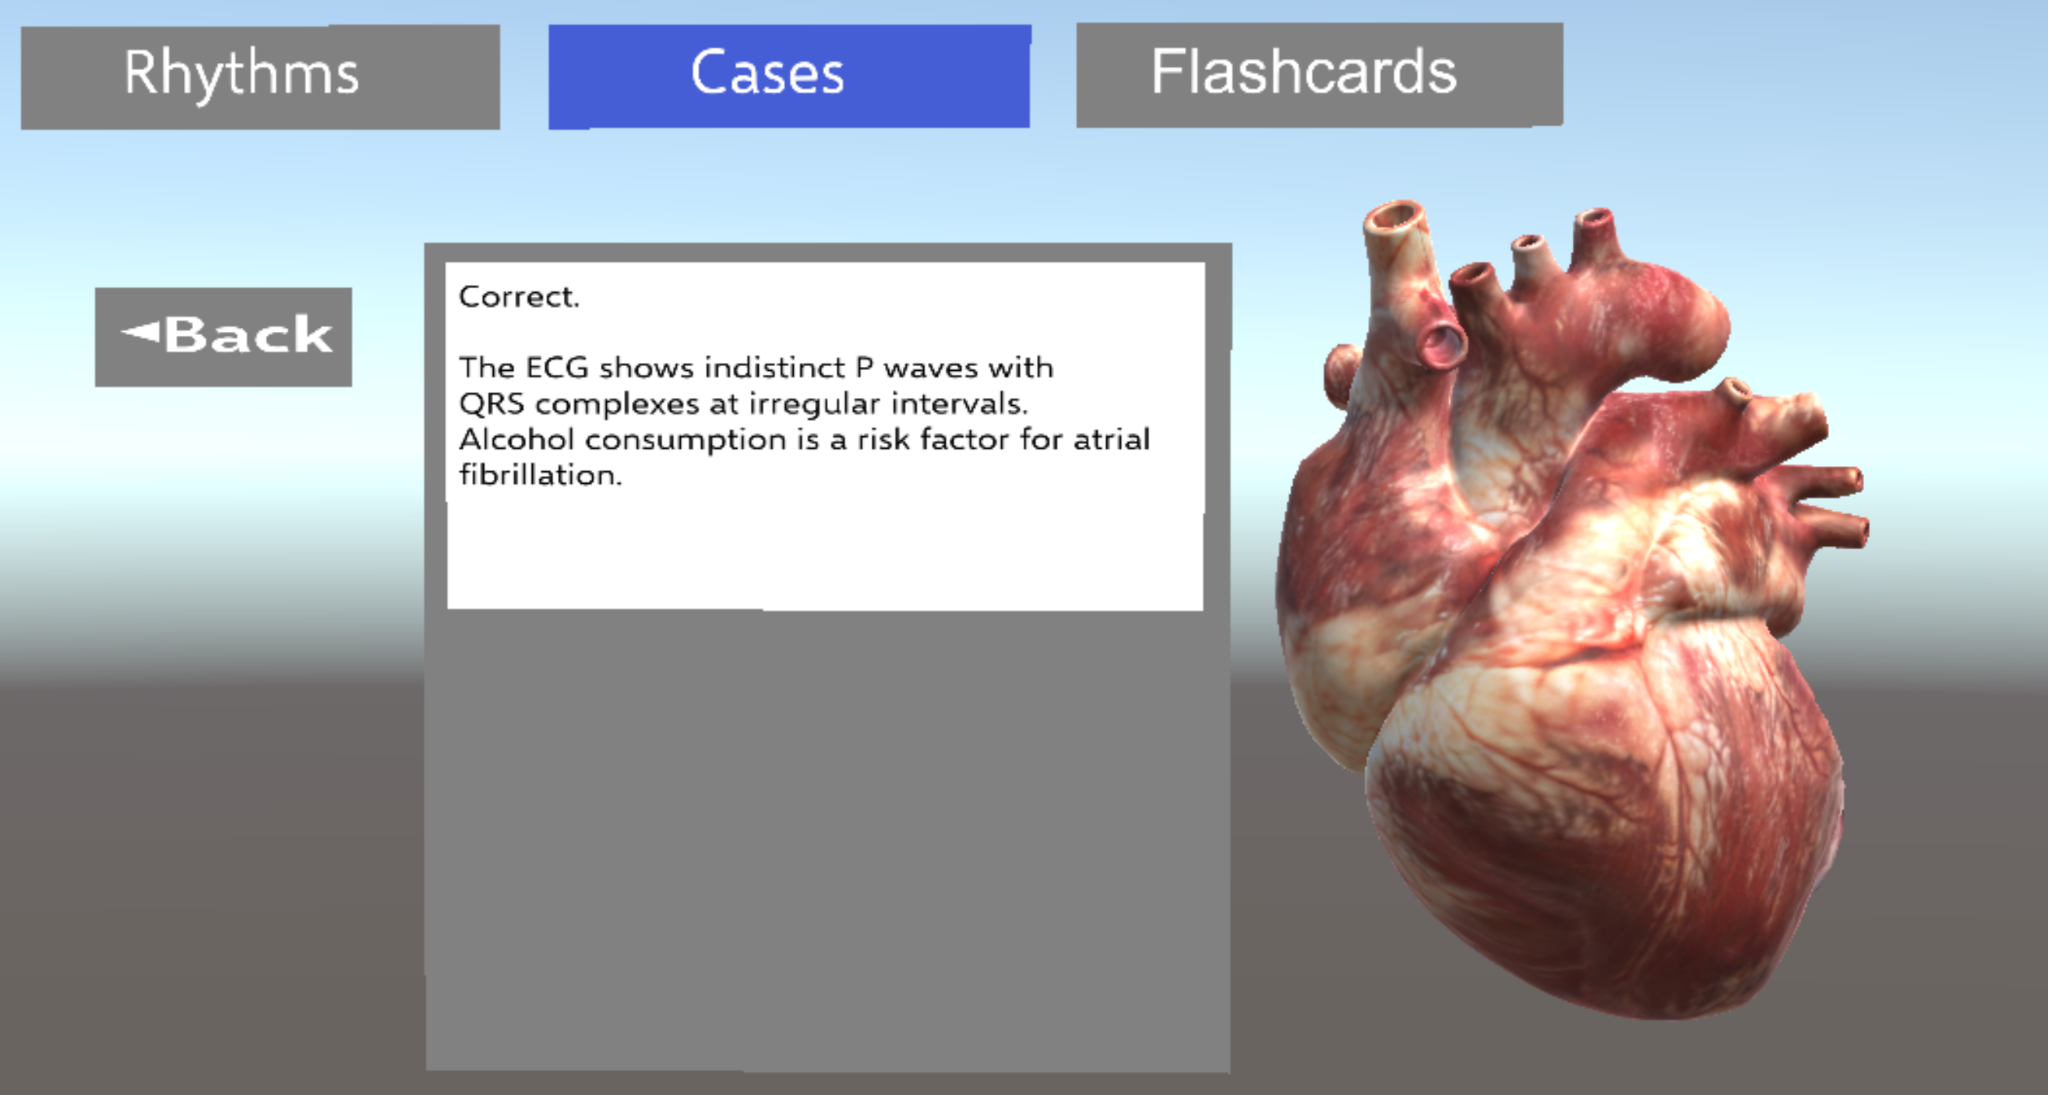 Rhythms
Cases
Flashcards
◄Back
Correct.
The ECG shows indistinct P waves with
QRS complexes at irregular intervals.
Alcohol consumption is a risk factor for atrial
fibrillation.